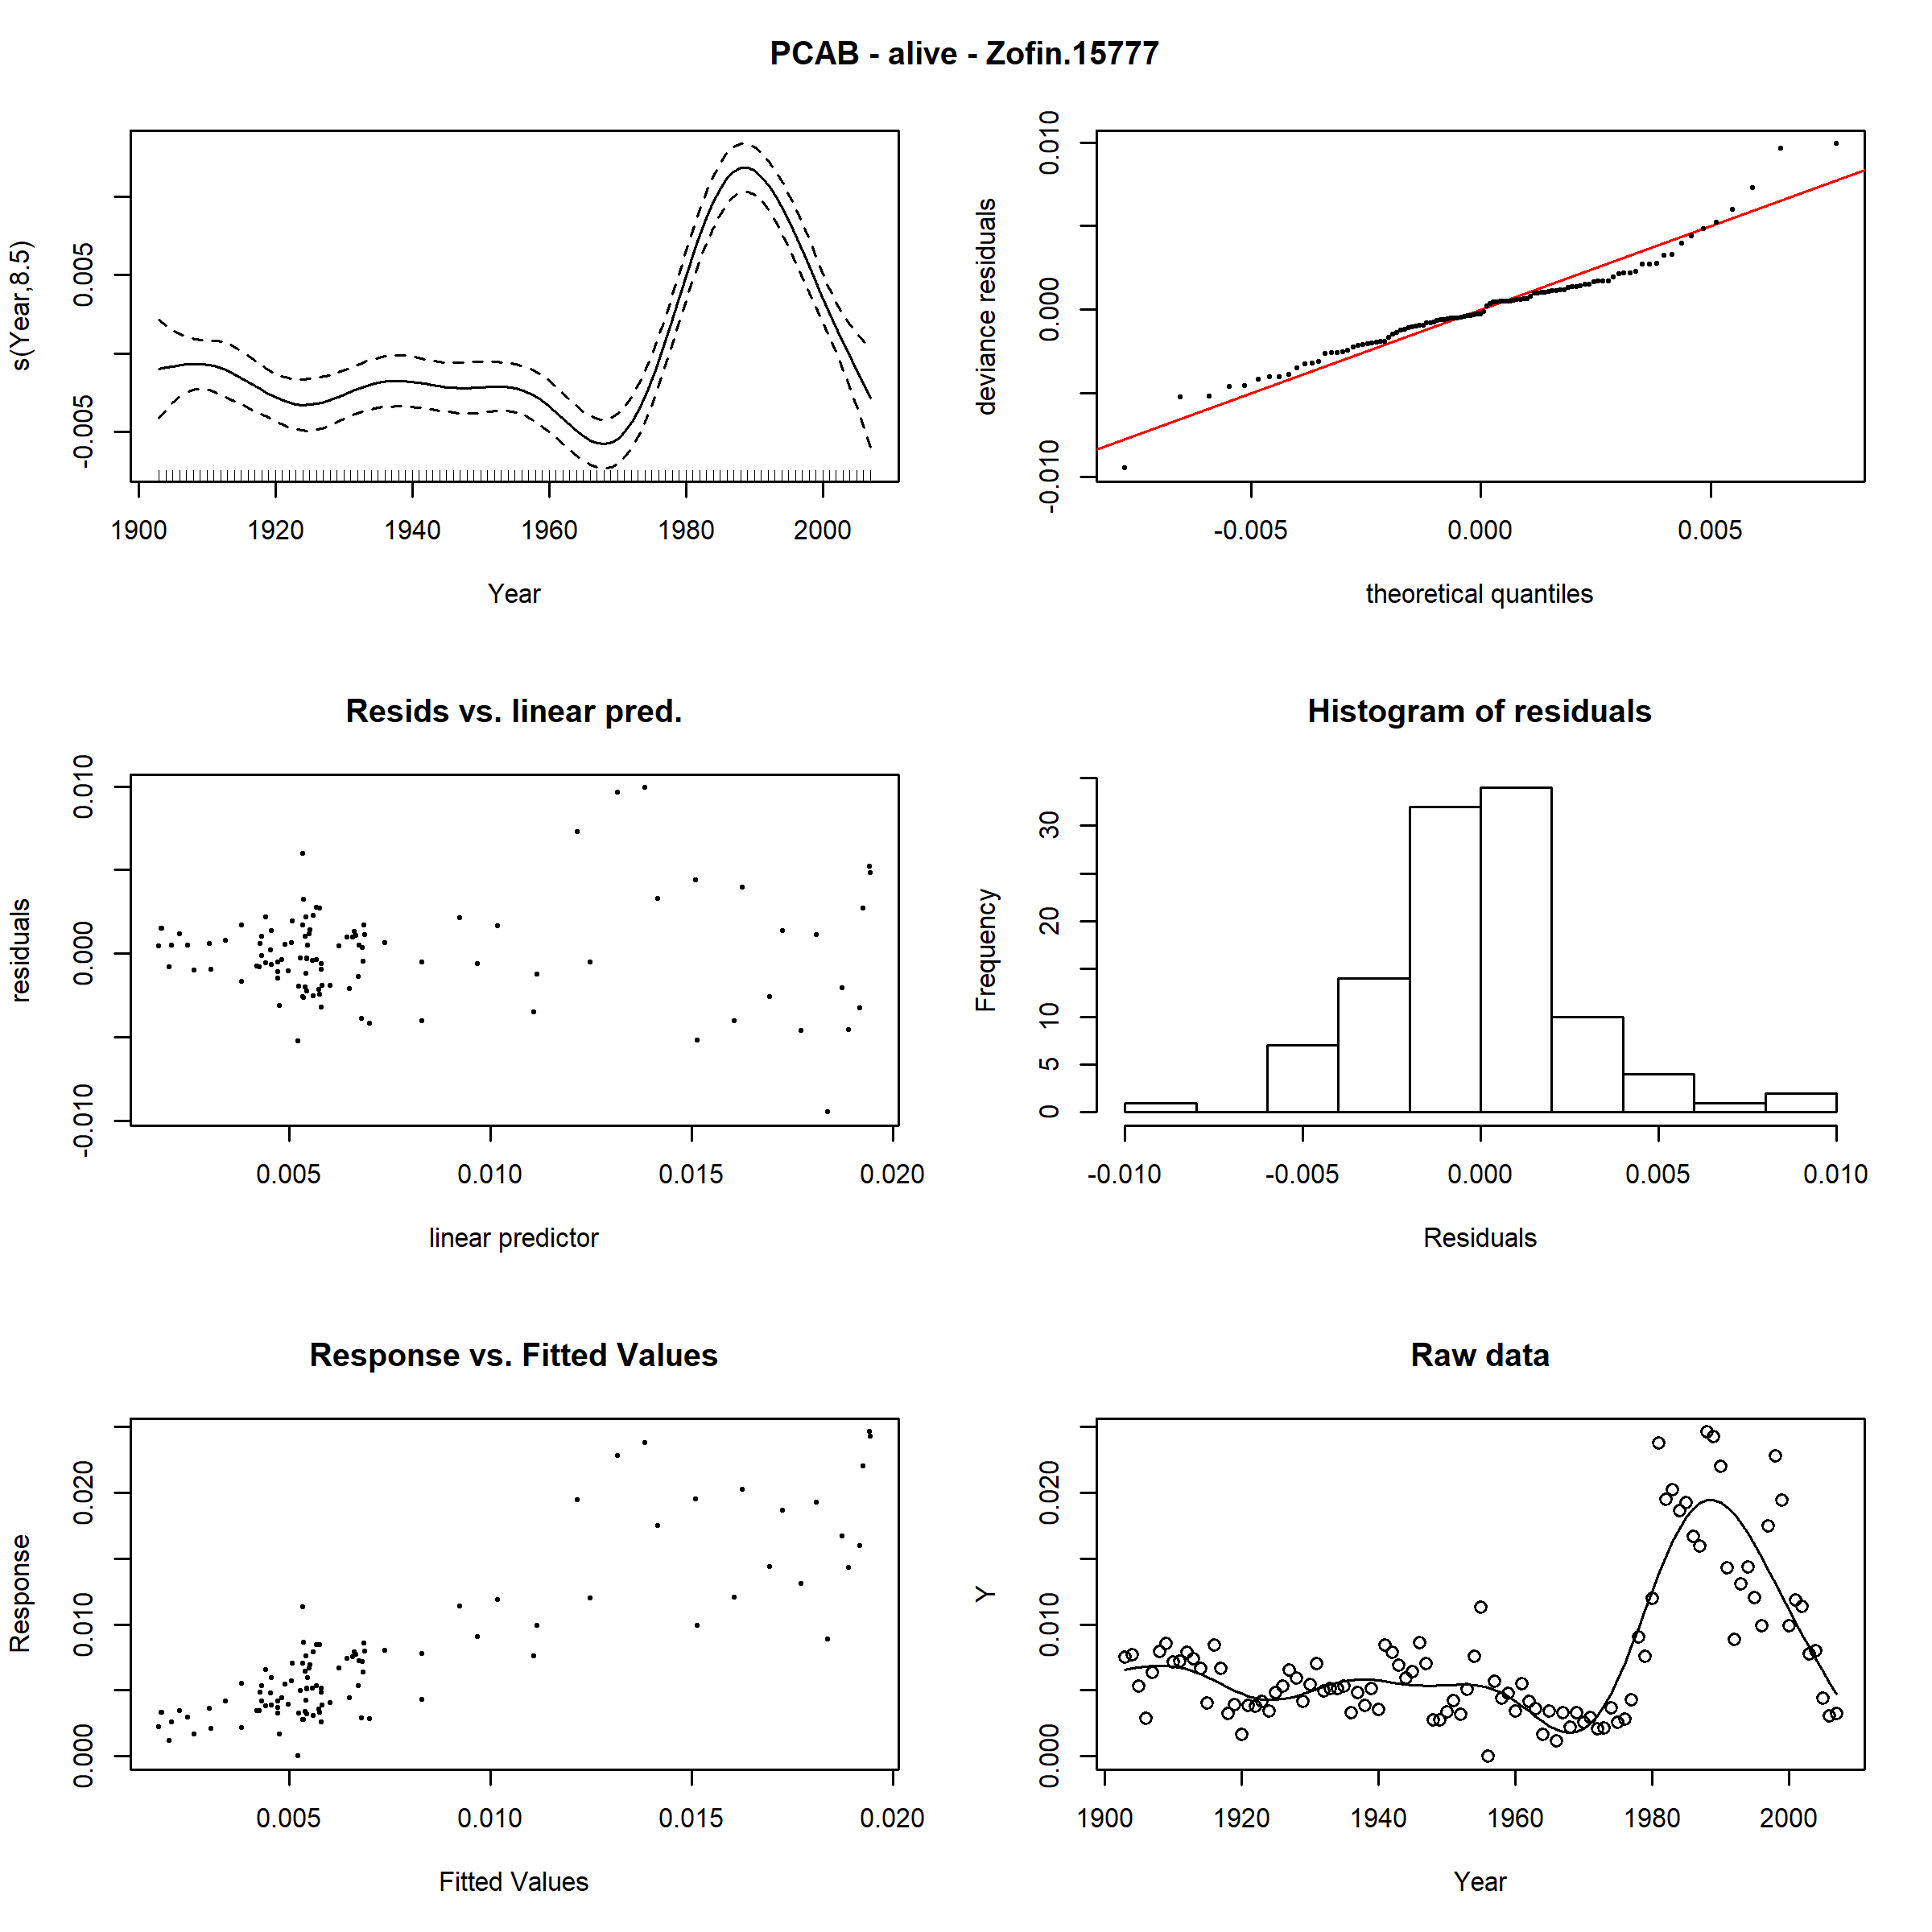 PCAB - alive - Zofin.15777
s(Year,8.5)
-0.005 0.005
1900 1920 1940 1960 1980 2000
Year
deviance residuals
-0.010 0.000 0.010
-0.005 0.000 0.005
theoretical quantiles
Resids vs. linear pred.
residuals
-0.010 0.000 0.010
0.005 0.010 0.015 0.020
linear predictor
Histogram of residuals
Frequency
0 5 10 20 30
-0.010 -0.005 0.000 0.005 0.010
Residuals
Response vs. Fitted Values
Response
0.000 0.010 0.020
0.005 0.010 0.015 0.020
Fitted Values
Raw data
Y
0.000 0.010 0.020
1900 1920 1940 1960 1980 2000
Year